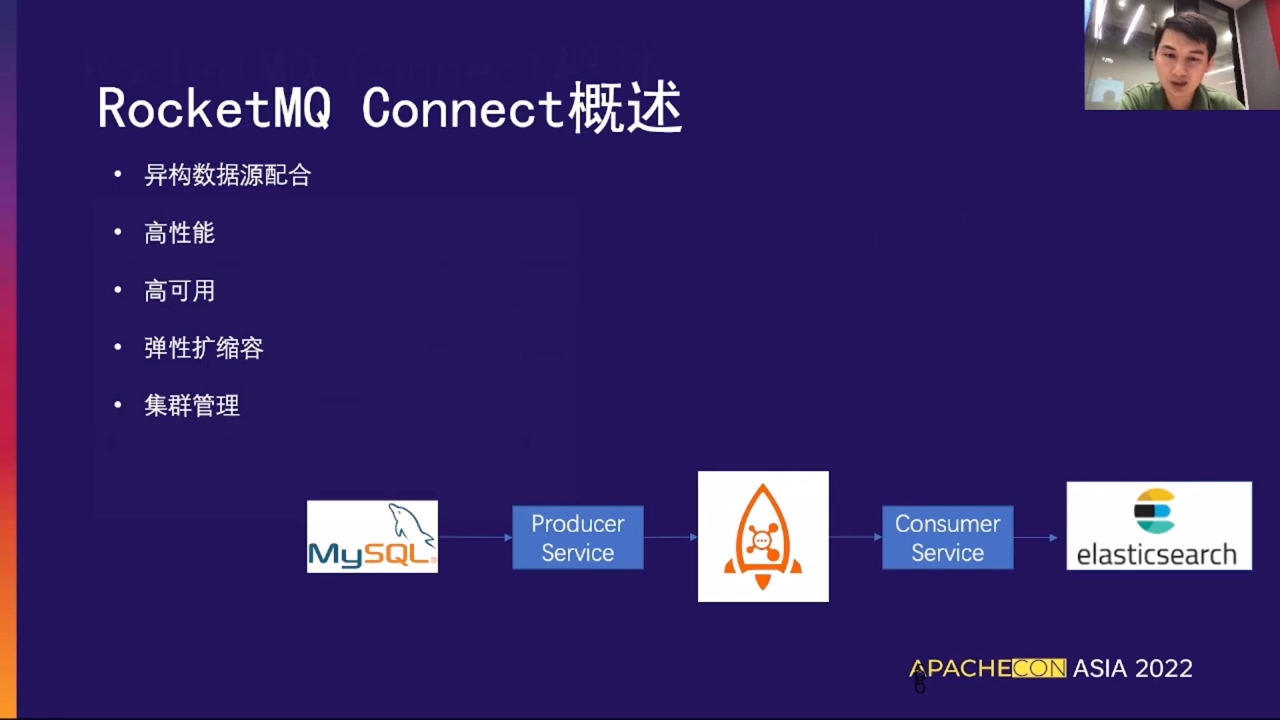 RocketMQ Connect概述
• 异构数据源配合
• 高性能
• 高可用
• 弹性扩缩容
• 集群管理
MySQL
Producer
Service
Consumer
Service
elasticsearch
APACHECON ASIA 2022